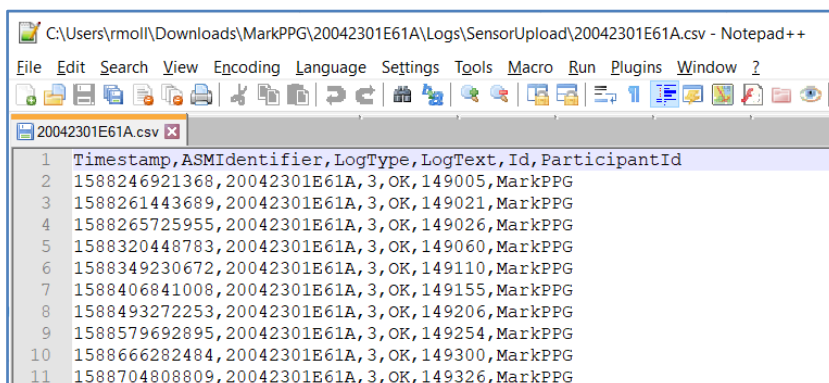 C:\Users\rmoll\Downloads\MarkPPG\20042301E61A\Logs\SensorUpload\20042301E61A.csv - Notepad++
File Edit Search View Encoding Language Settings Tools Macro Run Plugins Window ?
20042301E61A.csv
1 Timestamp,ASMIdentifier,LogType,LogText,Id,ParticipantId
2 1588246921368,20042301E61A,3,OK,149005,MarkPPG
3 1588261443689,20042301E61A,3,OK,149021,MarkPPG
4 1588265725955,20042301E61A,3,OK,149026,MarkPPG
5 1588320448783,20042301E61A,3,OK,149060,MarkPPG
6 1588349230672,20042301E61A,3,OK,149110,MarkPPG
7 1588406841008,20042301E61A,3,OK,149155,MarkPPG
8 1588493272253,20042301E61A,3,OK,149206,MarkPPG
9 1588579692895,20042301E61A,3,OK,149254,MarkPPG
10 1588666282484,20042301E61A,3,OK,149300,MarkPPG
11 1588704808809,20042301E61A,3,OK,149326,MarkPPG